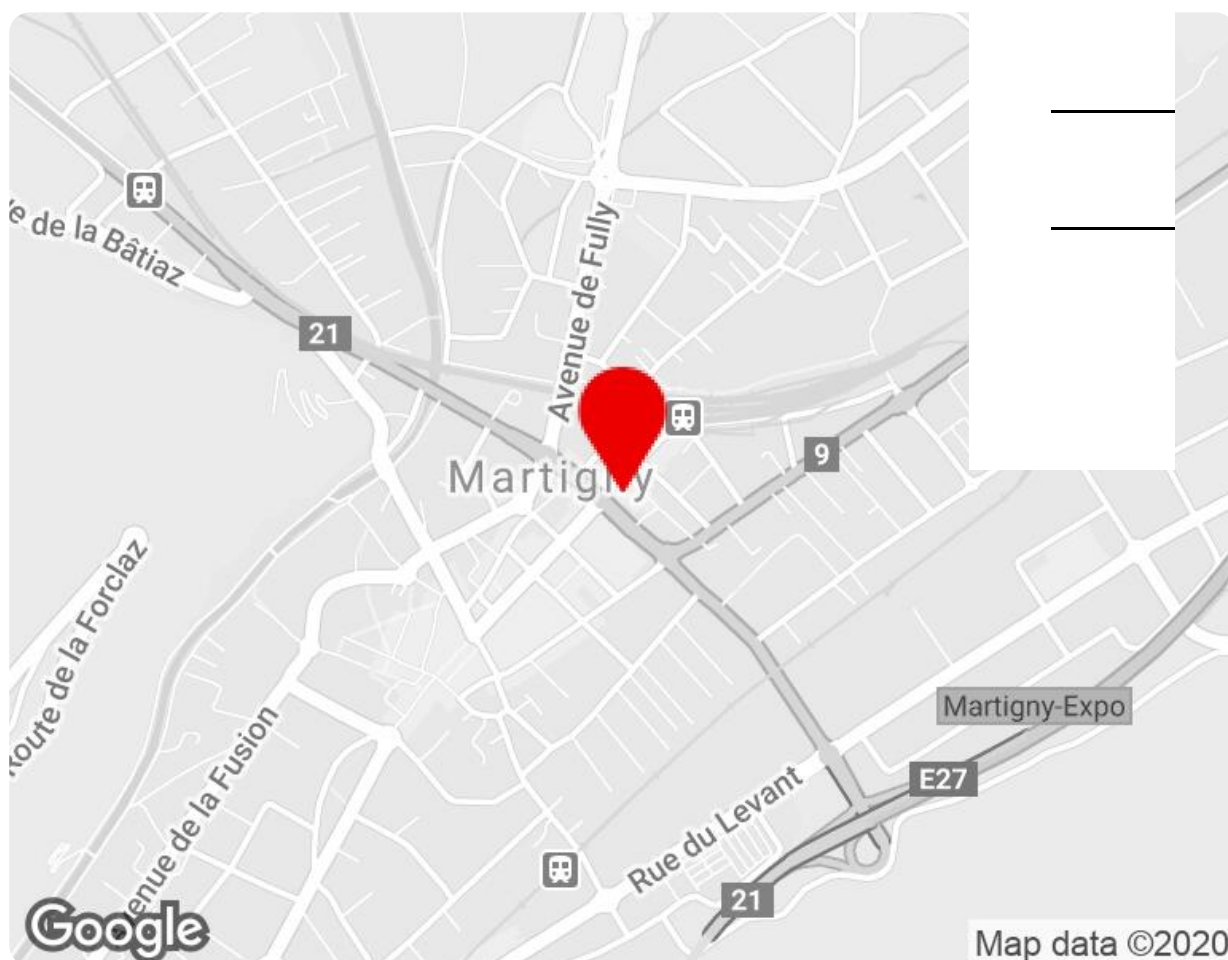 e de la Bâtiaz
21
Avenue de Fully
Martigny
9
Route de la Forclaz
Martigny-Expo
enue de la Fusion
E27
Rue du Levant
21
Google
Map data ©2020